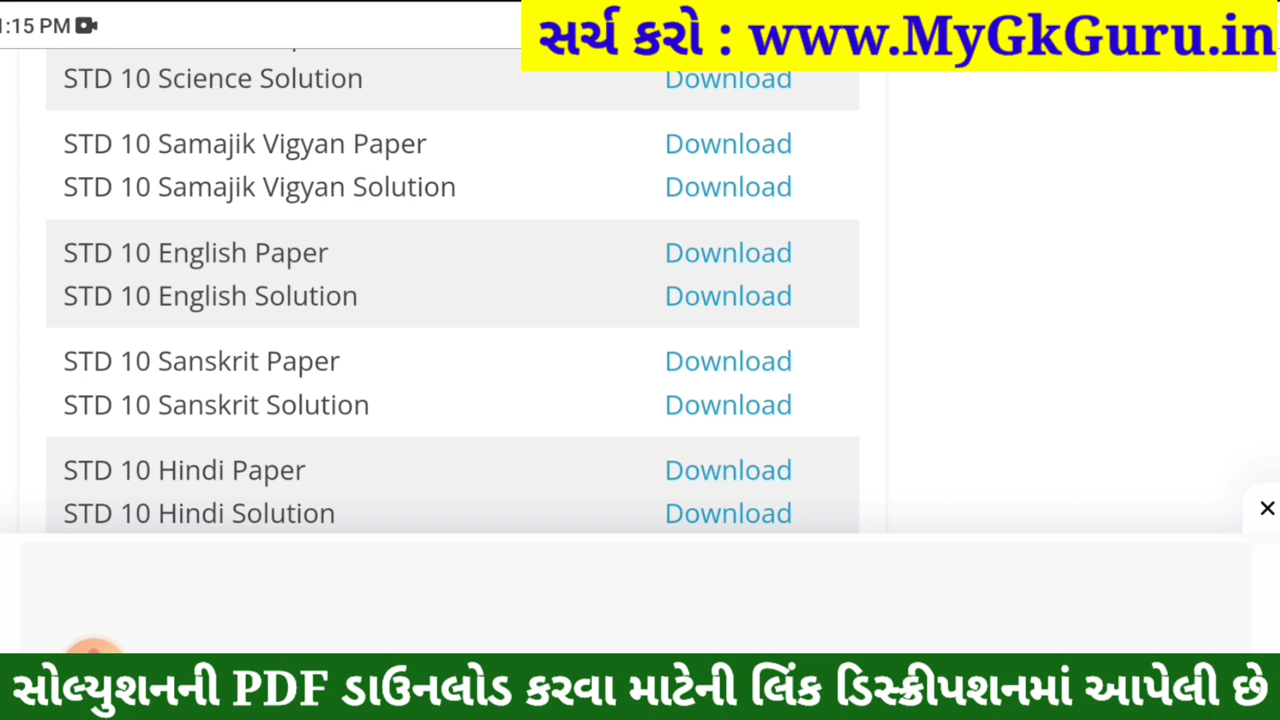 1:15 PM
સર્ચ કરો : www.MyGkGuru.in
STD 10 Science Solution Download
STD 10 Samajik Vigyan Paper Download
STD 10 Samajik Vigyan Solution Download
STD 10 English Paper Download
STD 10 English Solution Download
STD 10 Sanskrit Paper Download
STD 10 Sanskrit Solution Download
STD 10 Hindi Paper Download
STD 10 Hindi Solution Download
સોલ્યુશનની PDF ડાઉનલોડ કરવા માટેની લિંક ડિસ્ક્રીપશનમાં આપેલી છે